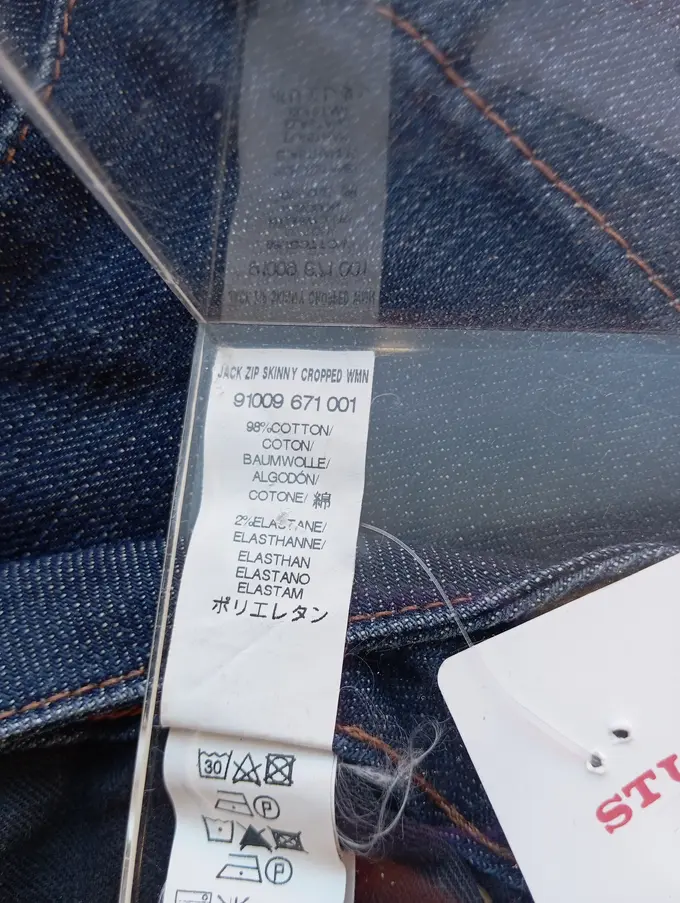 JACK ZIP SKINNY CROPPED WMN
91009 671 001
98%COTTON/
COTON/
BAUMWOLLE/
ALGODÓN/
COTONE/ 綿
2%ELASTANE/
ELASTHANNE/
ELASTHAN
ELASTANO
ELASTAM
ポリエレタン
30
P
P
STU